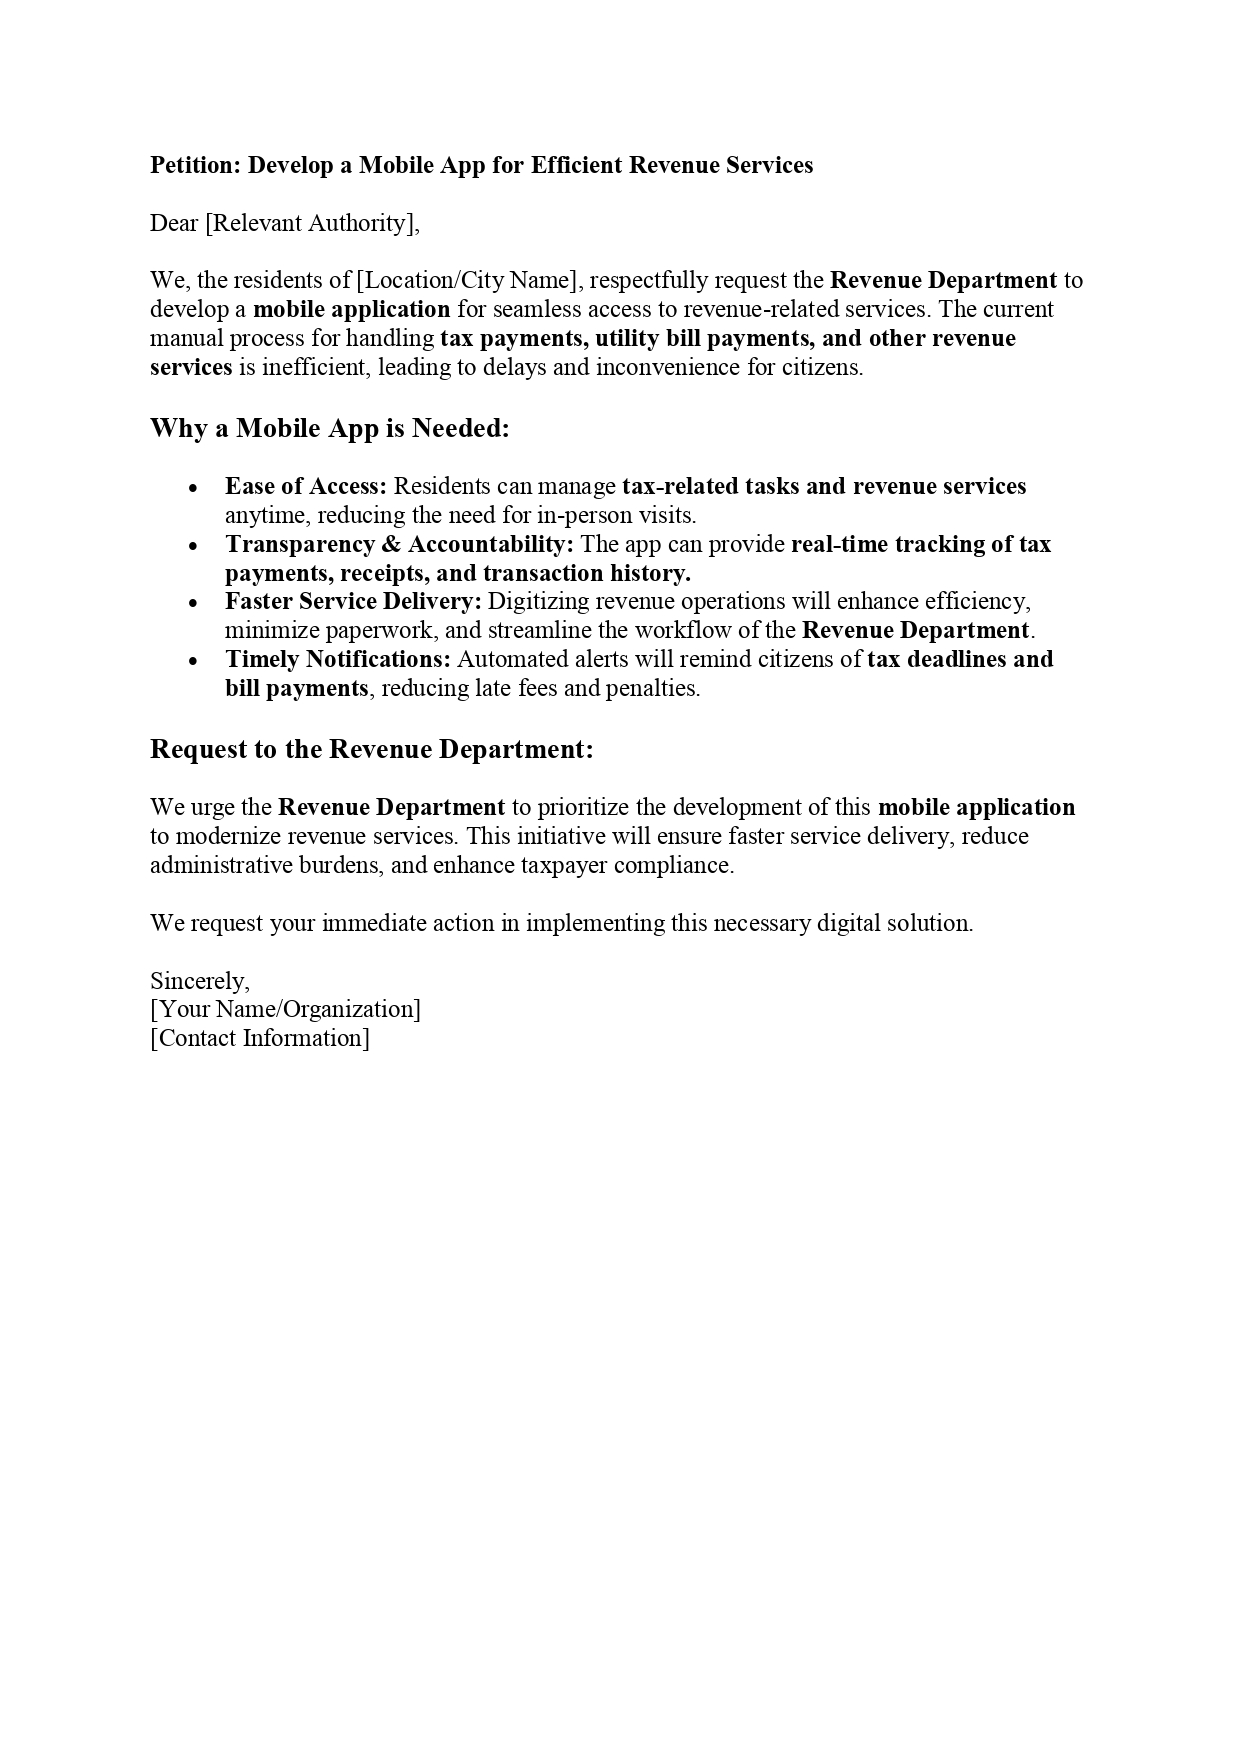 Petition: Develop a Mobile App for Efficient Revenue Services
Dear [Relevant Authority],
We, the residents of [Location/City Name], respectfully request the Revenue Department to
develop a mobile application for seamless access to revenue-related services. The current
manual process for handling tax payments, utility bill payments, and other revenue
services is inefficient, leading to delays and inconvenience for citizens.
Why a Mobile App is Needed:
• Ease of Access: Residents can manage tax-related tasks and revenue services
anytime, reducing the need for in-person visits.
• Transparency & Accountability: The app can provide real-time tracking of tax
payments, receipts, and transaction history.
• Faster Service Delivery: Digitizing revenue operations will enhance efficiency,
minimize paperwork, and streamline the workflow of the Revenue Department.
• Timely Notifications: Automated alerts will remind citizens of tax deadlines and
bill payments, reducing late fees and penalties.
Request to the Revenue Department:
We urge the Revenue Department to prioritize the development of this mobile application
to modernize revenue services. This initiative will ensure faster service delivery, reduce
administrative burdens, and enhance taxpayer compliance.
We request your immediate action in implementing this necessary digital solution.
Sincerely,
[Your Name/Organization]
[Contact Information]